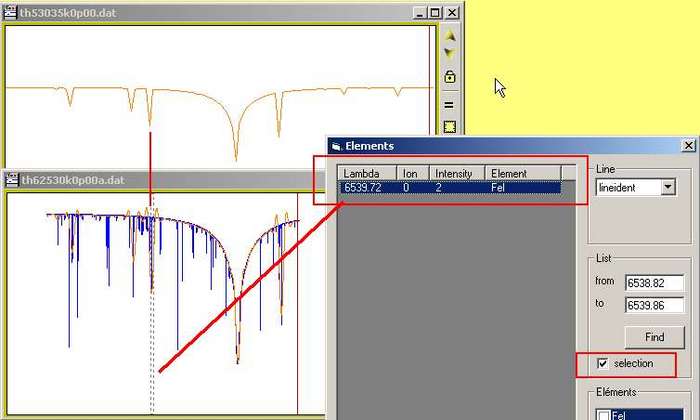 th53035k0p00.dat
th62530k0p00a.dat
Elements
Lambda Ion Intensity Element
6539.72 0 2 FeI
Line
lineident
List
from 6538.82
to 6539.86
Find
selection
Eléments
FeI